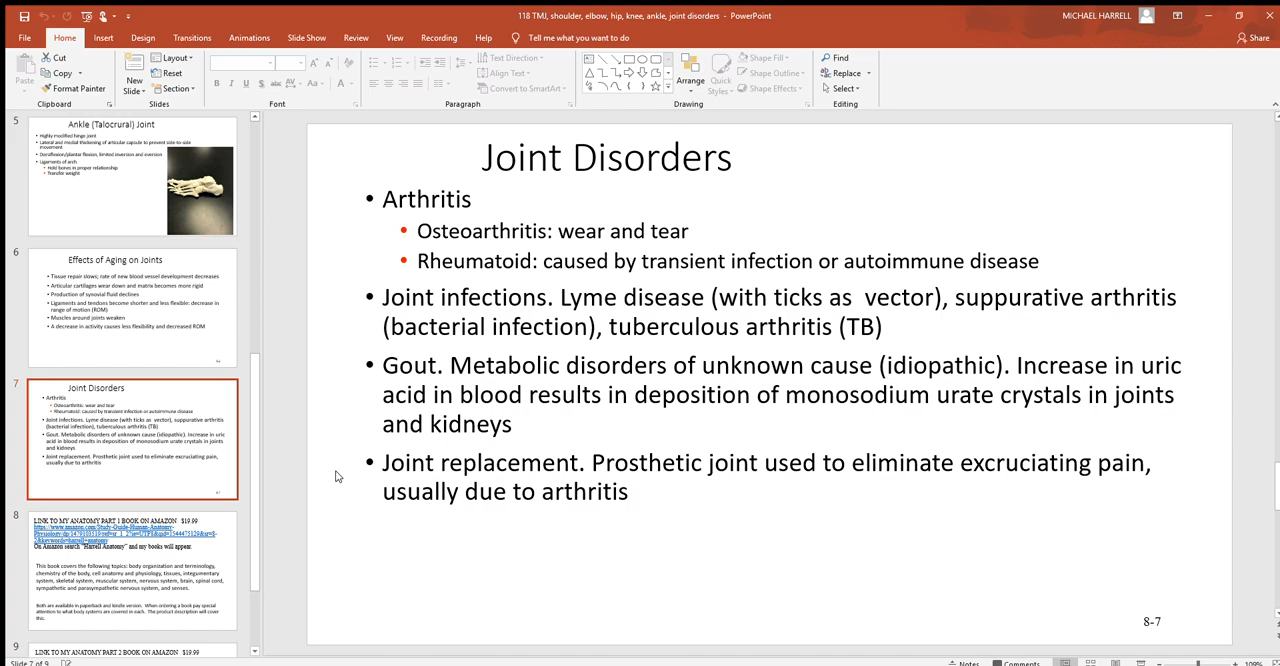 118 TMJ, shoulder, elbow, hip, knee, ankle, joint disorders - PowerPoint
MICHAEL HARRELL
File Home Insert Design Transitions Animations Slide Show Review View Recording Help Tell me what you want to do Share
Paste
Cut
Copy
Format Painter
Clipboard
New Slide
Layout
Reset
Section
Slides
Font
Text Direction
Align Text
Convert to SmartArt
Paragraph
Arrange
Quick Styles
Shape Fill
Shape Outline
Shape Effects
Drawing
Find
Replace
Select
Editing
5
Ankle (Talocrural) Joint
• Highly modified hinge joint
• Lateral and medial thickening of articular capsule to prevent side-to-side
movement
• Dorsiflexion/plantar flexion, limited inversion and eversion
• Ligaments of arch
• Hold bones in proper relationship
• Transfer weight
6
Effects of Aging on Joints
• Tissue repair slows; rate of new blood vessel development decreases
• Articular cartilages wear down and matrix becomes more rigid
• Production of synovial fluid declines
• Ligaments and tendons become shorter and less flexible: decrease in
range of motion (ROM)
• Muscles around joints weaken
• A decrease in activity causes less flexibility and decreased ROM
7
Joint Disorders
• Arthritis
• Osteoarthritis: wear and tear
• Rheumatoid: caused by transient infection or autoimmune disease
• Joint infections. Lyme disease (with ticks as vector), suppurative arthritis
(bacterial infection), tuberculous arthritis (TB)
• Gout. Metabolic disorders of unknown cause (idiopathic). Increase in uric
acid in blood results in deposition of monosodium urate crystals in joints
and kidneys
• Joint replacement. Prosthetic joint used to eliminate excruciating pain,
usually due to arthritis
8
LINK TO MY ANATOMY PART 1 BOOK ON AMAZON $19.99
On Amazon search "Harrell Anatomy" and my books will appear.
This book covers the following topics: body organization and terminology,
chemistry of the body, cell anatomy and physiology, tissues, integumentary
system, skeletal system, muscular system, nervous system, brain, spinal cord,
sympathetic and parasympathetic nervous system, and senses.
Both are available in paperback and kindle version. When ordering a book pay special
attention to what body systems are covered in each. The product description will cover
this.
9
LINK TO MY ANATOMY PART 2 BOOK ON AMAZON $19.99
Joint Disorders
• Arthritis
• Osteoarthritis: wear and tear
• Rheumatoid: caused by transient infection or autoimmune disease
• Joint infections. Lyme disease (with ticks as vector), suppurative arthritis
(bacterial infection), tuberculous arthritis (TB)
• Gout. Metabolic disorders of unknown cause (idiopathic). Increase in uric
acid in blood results in deposition of monosodium urate crystals in joints
and kidneys
• Joint replacement. Prosthetic joint used to eliminate excruciating pain,
usually due to arthritis
8-7
Slide 7 of 9
Notes Comments 109%